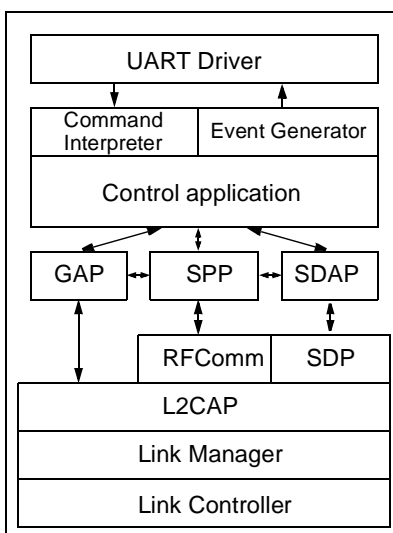 UART Driver
Command
Interpreter
Event Generator
Control application
GAP
SPP
SDAP
RFComm
SDP
L2CAP
Link Manager
Link Controller